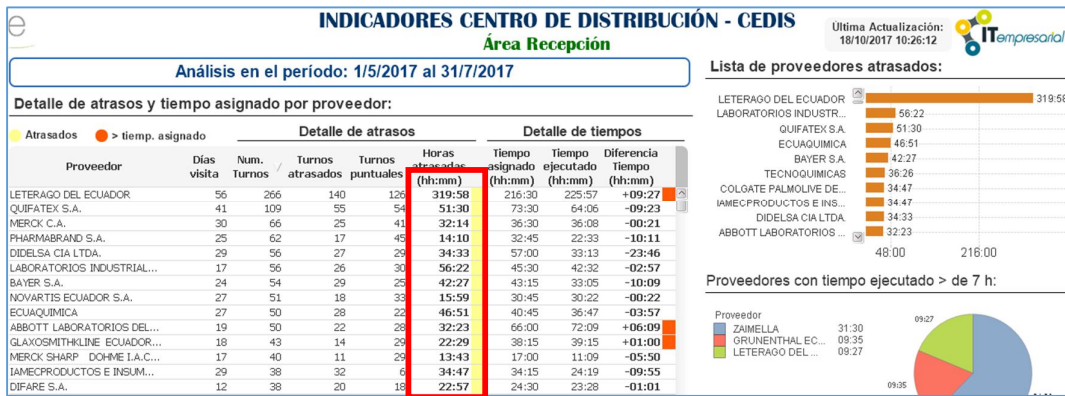 e
INDICADORES CENTRO DE DISTRIBUCIÓN - CEDIS
Área Recepción
Última Actualización:
18/10/2017 10:26:12
ITempresarial
Análisis en el período: 1/5/2017 al 31/7/2017
Detalle de atrasos y tiempo asignado por proveedor:
Atrasados > tiemp. asignado Detalle de atrasos Detalle de tiempos
Proveedor Días visita Num. Turnos / Turnos atrasados Turnos puntuales Horas atrasadas (hh:mm) Tiempo asignado (hh:mm) Tiempo ejecutado (hh:mm) Diferencia Tiempo (hh:mm)
LETERAGO DEL ECUADOR 56 266 140 126 319:58 216:30 225:57 +09:27
QUIFATEX S.A. 41 109 55 54 51:30 73:30 64:06 -09:23
MERCK C.A. 30 66 25 41 32:14 36:30 36:08 -00:21
PHARMABRAND S.A. 25 62 17 45 14:10 32:45 22:33 -10:11
DIDELSA CIA LTDA. 29 56 27 29 34:33 57:00 33:13 -23:46
LABORATORIOS INDUSTRIAL... 17 56 26 30 56:22 45:30 42:32 -02:57
BAYER S.A. 24 54 29 25 42:27 43:15 33:05 -10:09
NOVARTIS ECUADOR S.A. 27 51 18 33 15:59 30:45 30:22 -00:22
ECUAQUIMICA 27 50 28 22 46:51 40:45 36:47 -03:57
ABBOTT LABORATORIOS DEL... 19 50 22 28 32:23 66:00 72:09 +06:09
GLAXOSMITHKLINE ECUADOR... 18 43 14 29 22:29 38:15 39:15 +01:00
MERCK SHARP DOHME I.A.C... 17 40 11 29 13:43 17:00 11:09 -05:50
IAMECPRODUCTOS E INSUM... 29 38 32 6 34:47 34:15 24:19 -09:55
DIFARE S.A. 12 38 20 18 22:57 24:30 23:28 -01:01
Lista de proveedores atrasados:
LETERAGO DEL ECUADOR 319:58
LABORATORIOS INDUSTR... 56:22
QUIFATEX S.A. 51:30
ECUAQUIMICA 46:51
BAYER S.A. 42:27
TECNOQUIMICAS 36:26
COLGATE PALMOLIVE DE... 34:47
IAMECPRODUCTOS E INS... 34:47
DIDELSA CIA LTDA. 34:33
ABBOTT LABORATORIOS ... 32:23
48:00 216:00
Proveedores con tiempo ejecutado > de 7 h:
Proveedor
ZAIMELLA 31:30
GRUNENTHAL EC... 09:35
LETERAGO DEL ... 09:27
09:27
09:35